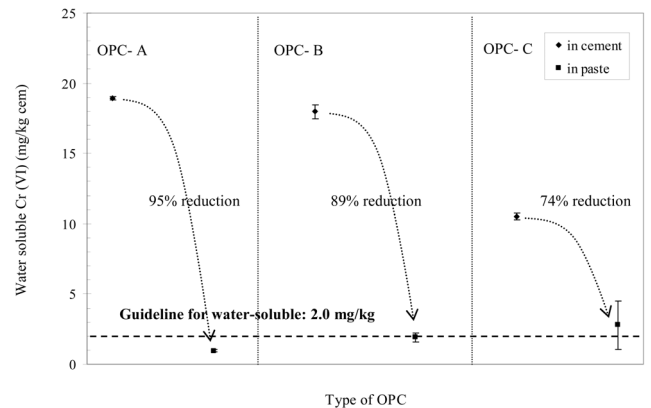 25
20
15
10
5
0
Water soluble Cr (VI) (mg/kg cem)
OPC- A
OPC- B
OPC- C
in cement
in paste
95% reduction
89% reduction
74% reduction
Guideline for water-soluble: 2.0 mg/kg
Type of OPC